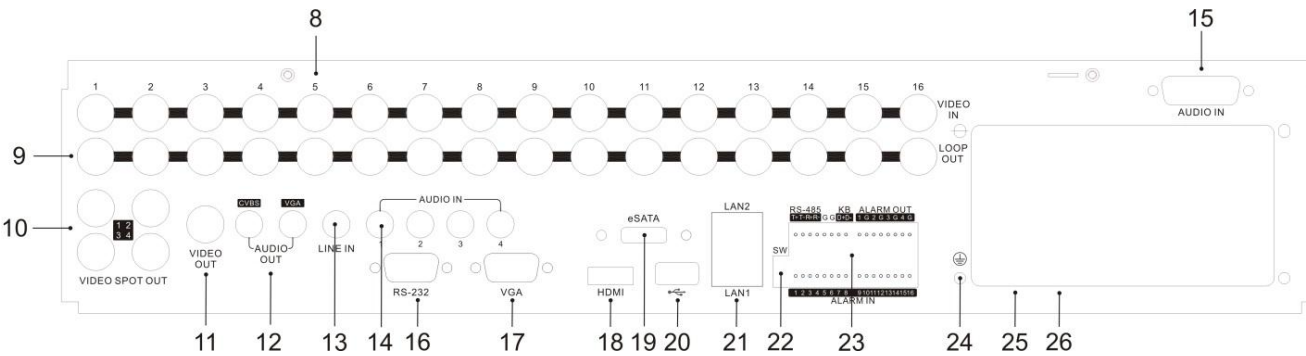 8 15
1 2 3 4 5 6 7 8 9 10 11 12 13 14 15 16
VIDEO IN
AUDIO IN
9
LOOP OUT
10
1 2
3 4
VIDEO SPOT OUT
VIDEO OUT
CVBS VGA
AUDIO OUT
LINE IN
AUDIO IN
1 2 3 4
RS-232
VGA
eSATA
HDMI
LAN2
LAN1
RS-485 KB ALARM OUT
T+T-R+R- G G D+D- 1 G 2 G 3 G 4 G
SW
1 2 3 4 5 6 7 8 9 10 11 12 13 14 15 16
ALARM IN
11 12 13 14 16 17 18 19 20 21 22 23 24 25 26